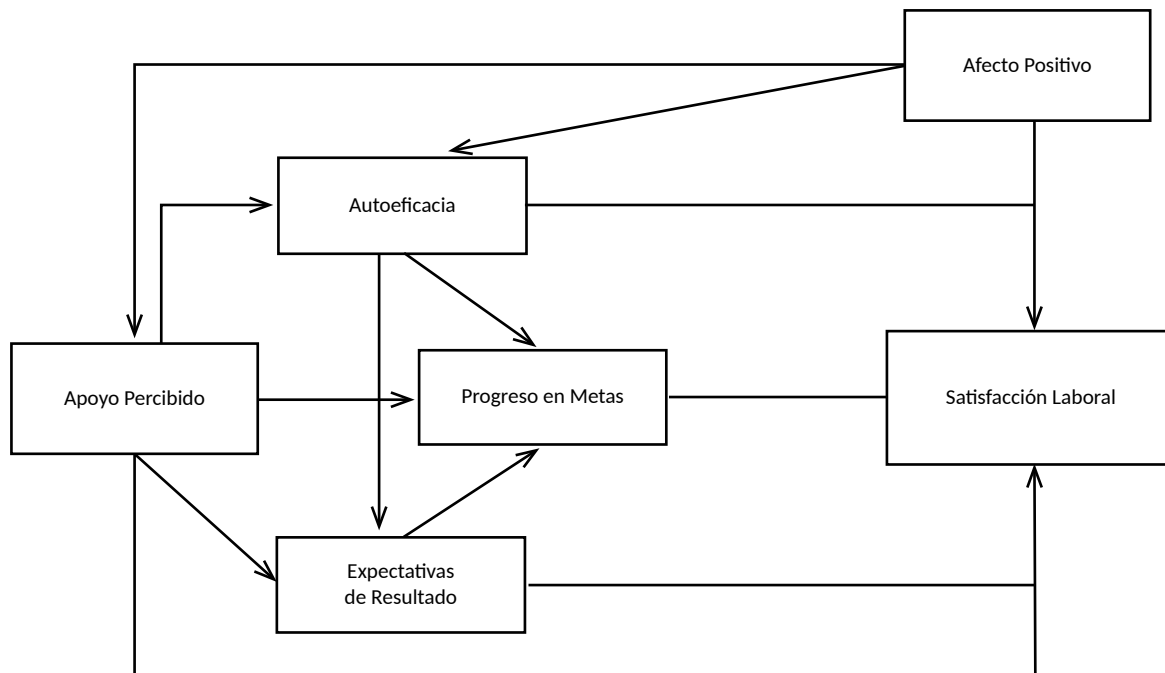 Afecto Positivo
Autoeficacia
Apoyo Percibido
Progreso en Metas
Satisfacción Laboral
Expectativas
de Resultado